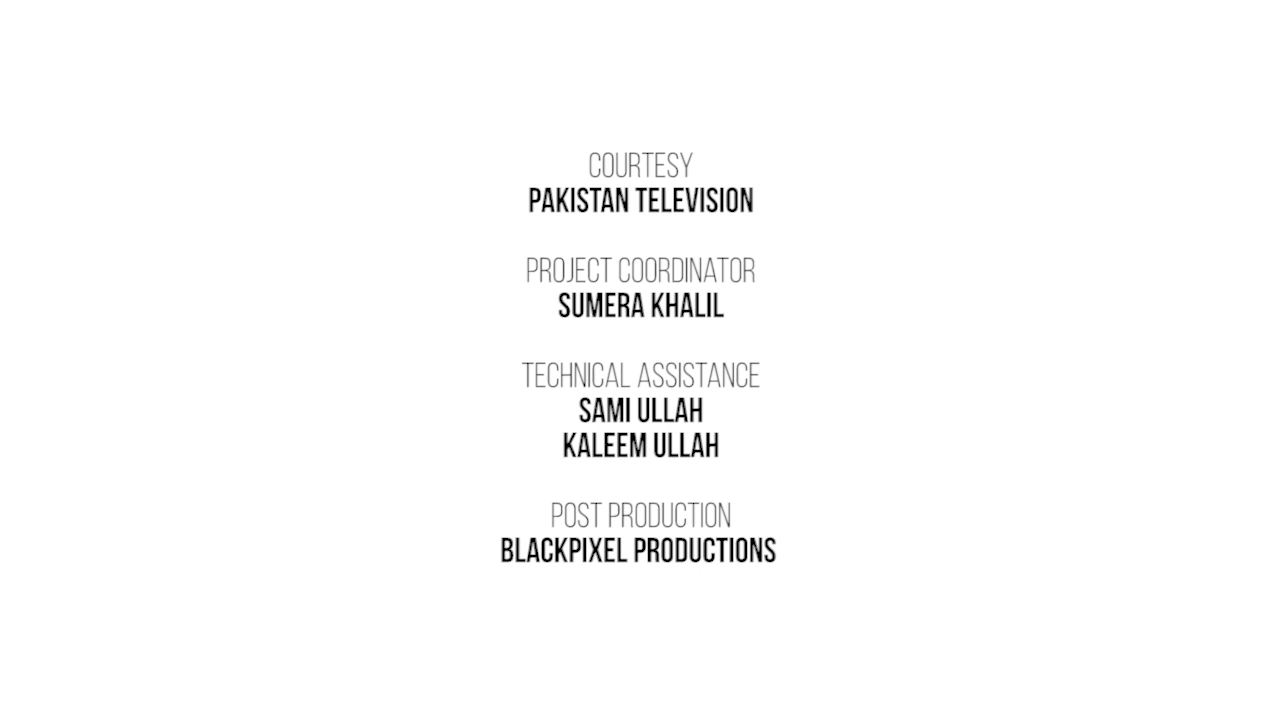 COURTESY
PAKISTAN TELEVISION
PROJECT COORDINATOR
SUMERA KHALIL
TECHNICAL ASSISTANCE
SAMI ULLAH
KALEEM ULLAH
POST PRODUCTION
BLACKPIXEL PRODUCTIONS